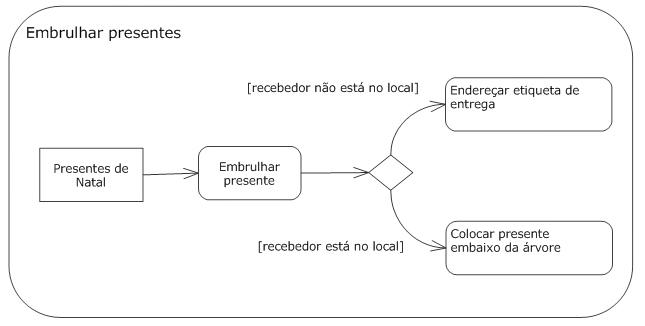 Embrulhar presentes
[recebedor não está no local]
Endereçar etiqueta de
entrega
Presentes de
Natal
Embrulhar
presente
[recebedor está no local]
Colocar presente
embaixo da árvore